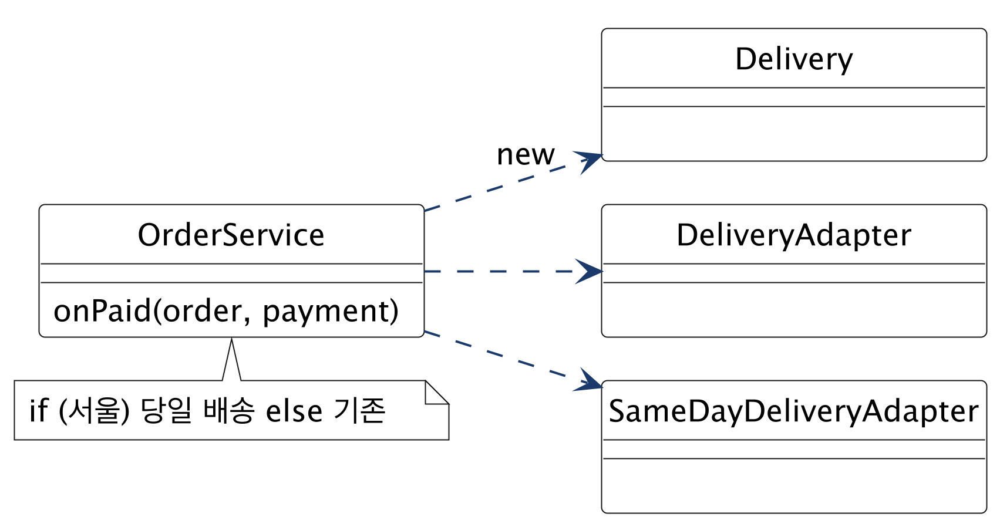 Delivery
new
OrderService
onPaid(order, payment)
DeliveryAdapter
if (서울) 당일 배송 else 기존
SameDayDeliveryAdapter